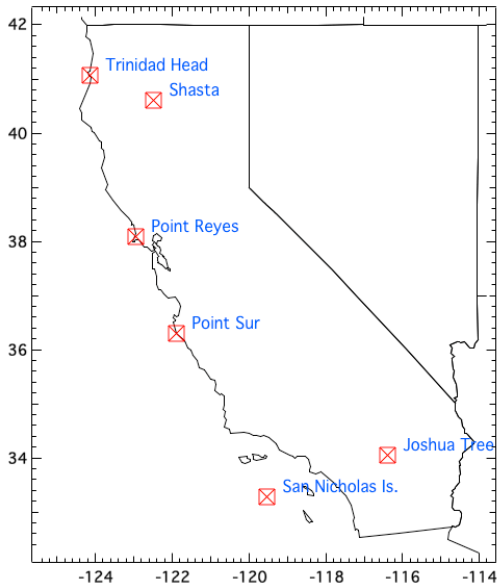 42
Trinidad Head
Shasta
40
Point Reyes
38
Point Sur
36
Joshua Tree
34
San Nicholas Is.
-124 -122 -120 -118 -116 -114